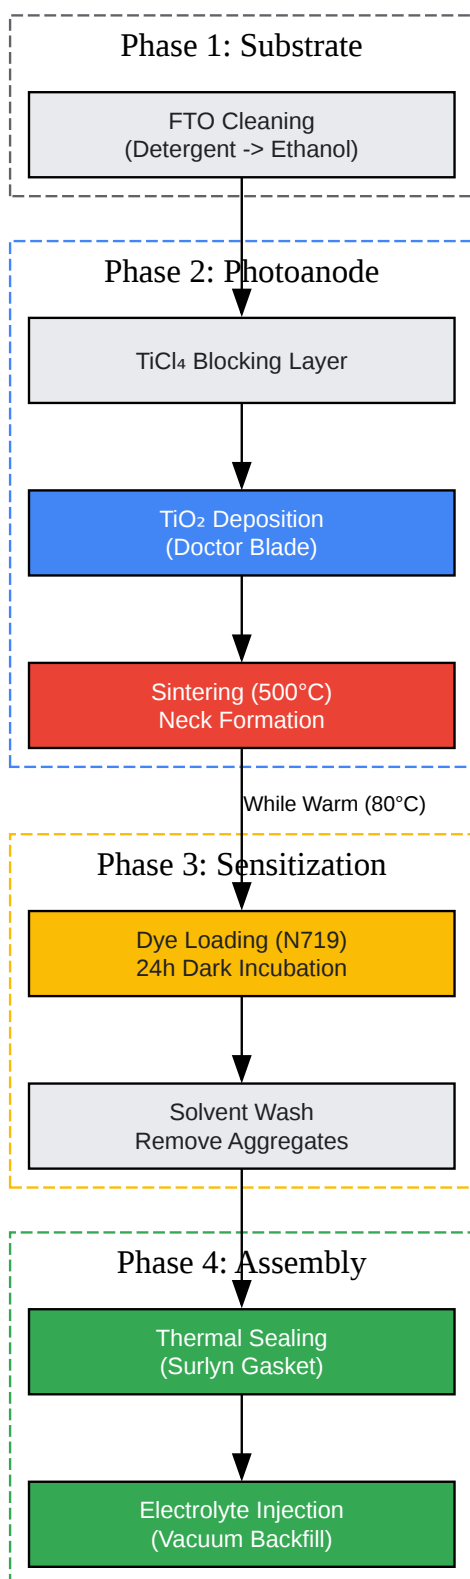 Phase 1: Substrate
FTO Cleaning
(Detergent -> Ethanol)
Phase 2: Photoanode
TiCl₄ Blocking Layer
TiO₂ Deposition
(Doctor Blade)
Sintering (500°C)
Neck Formation
While Warm (80°C)
Phase 3: Sensitization
Dye Loading (N719)
24h Dark Incubation
Solvent Wash
Remove Aggregates
Phase 4: Assembly
Thermal Sealing
(Surlyn Gasket)
Electrolyte Injection
(Vacuum Backfill)